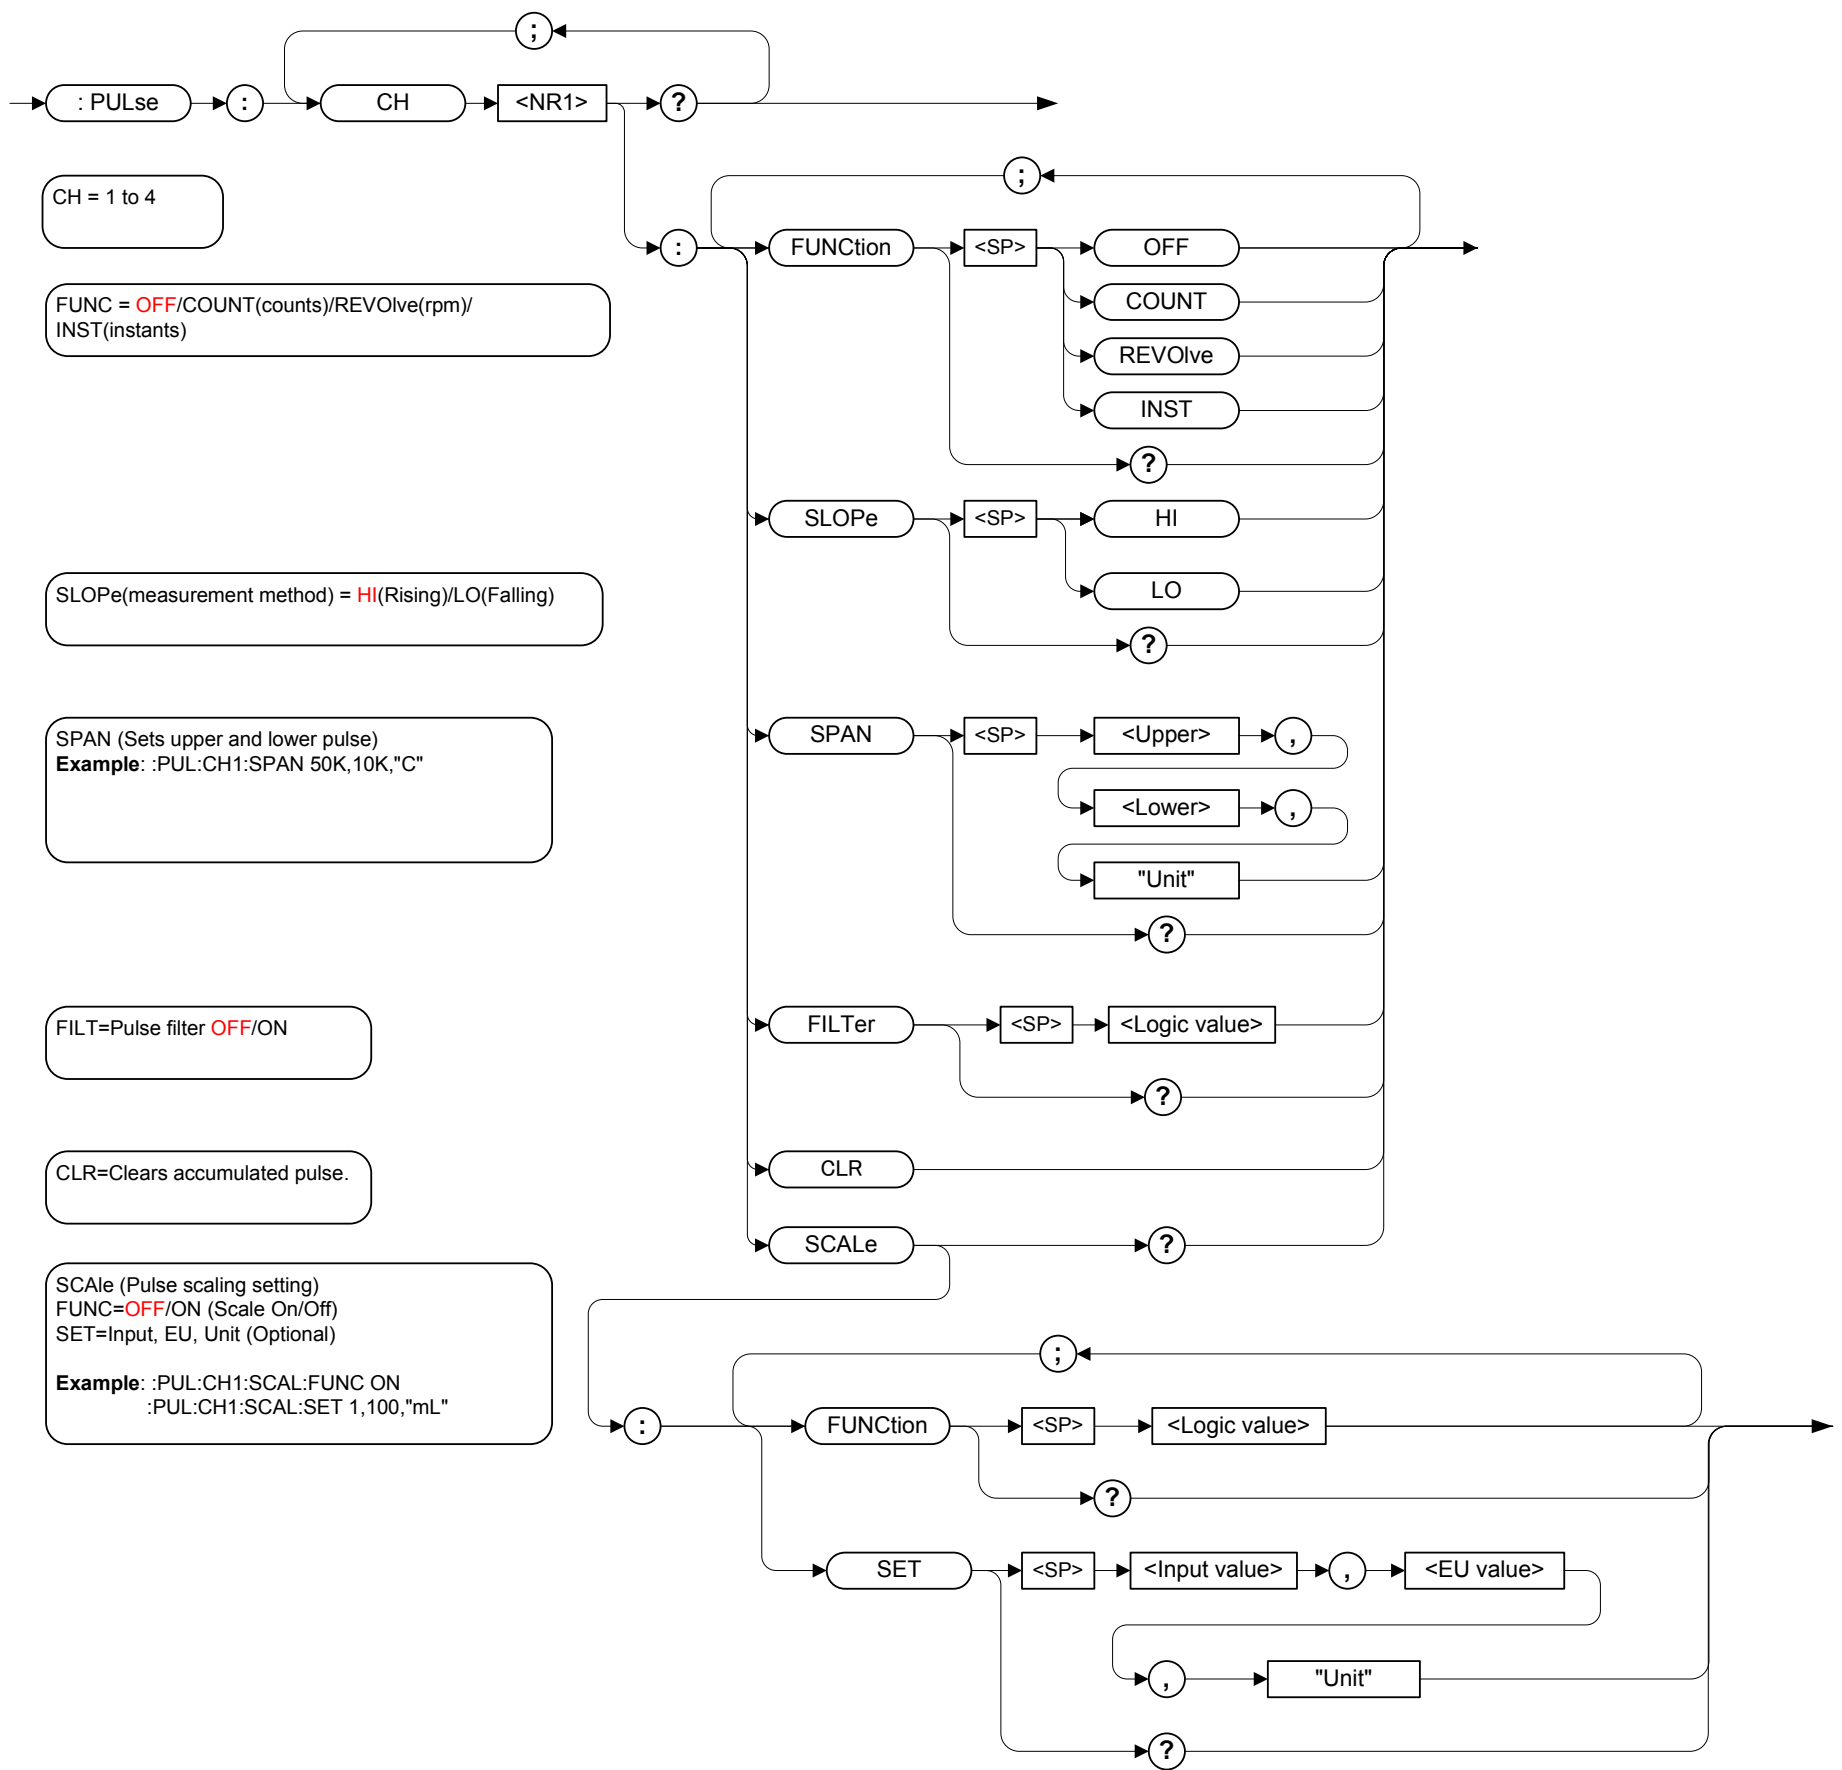 ;
: PULse : CH <NR1> ?
CH = 1 to 4
;
: FUNCtion <SP> OFF
COUNT
REVOlve
INST
?
FUNC = OFF/COUNT(counts)/REVOlve(rpm)/
INST(instants)
SLOPe <SP> HI
LO
?
SLOPe(measurement method) = HI(Rising)/LO(Falling)
SPAN <SP> <Upper> ,
<Lower> ,
"Unit"
?
SPAN (Sets upper and lower pulse)
Example: :PUL:CH1:SPAN 50K,10K,"C"
FILTer <SP> <Logic value>
?
FILT=Pulse filter OFF/ON
CLR
CLR=Clears accumulated pulse.
SCALe ?
SCAle (Pulse scaling setting)
FUNC=OFF/ON (Scale On/Off)
SET=Input, EU, Unit (Optional)
Example: :PUL:CH1:SCAL:FUNC ON
:PUL:CH1:SCAL:SET 1,100,"mL"
;
: FUNCtion <SP> <Logic value>
?
SET <SP> <Input value> , <EU value>
, "Unit"
?